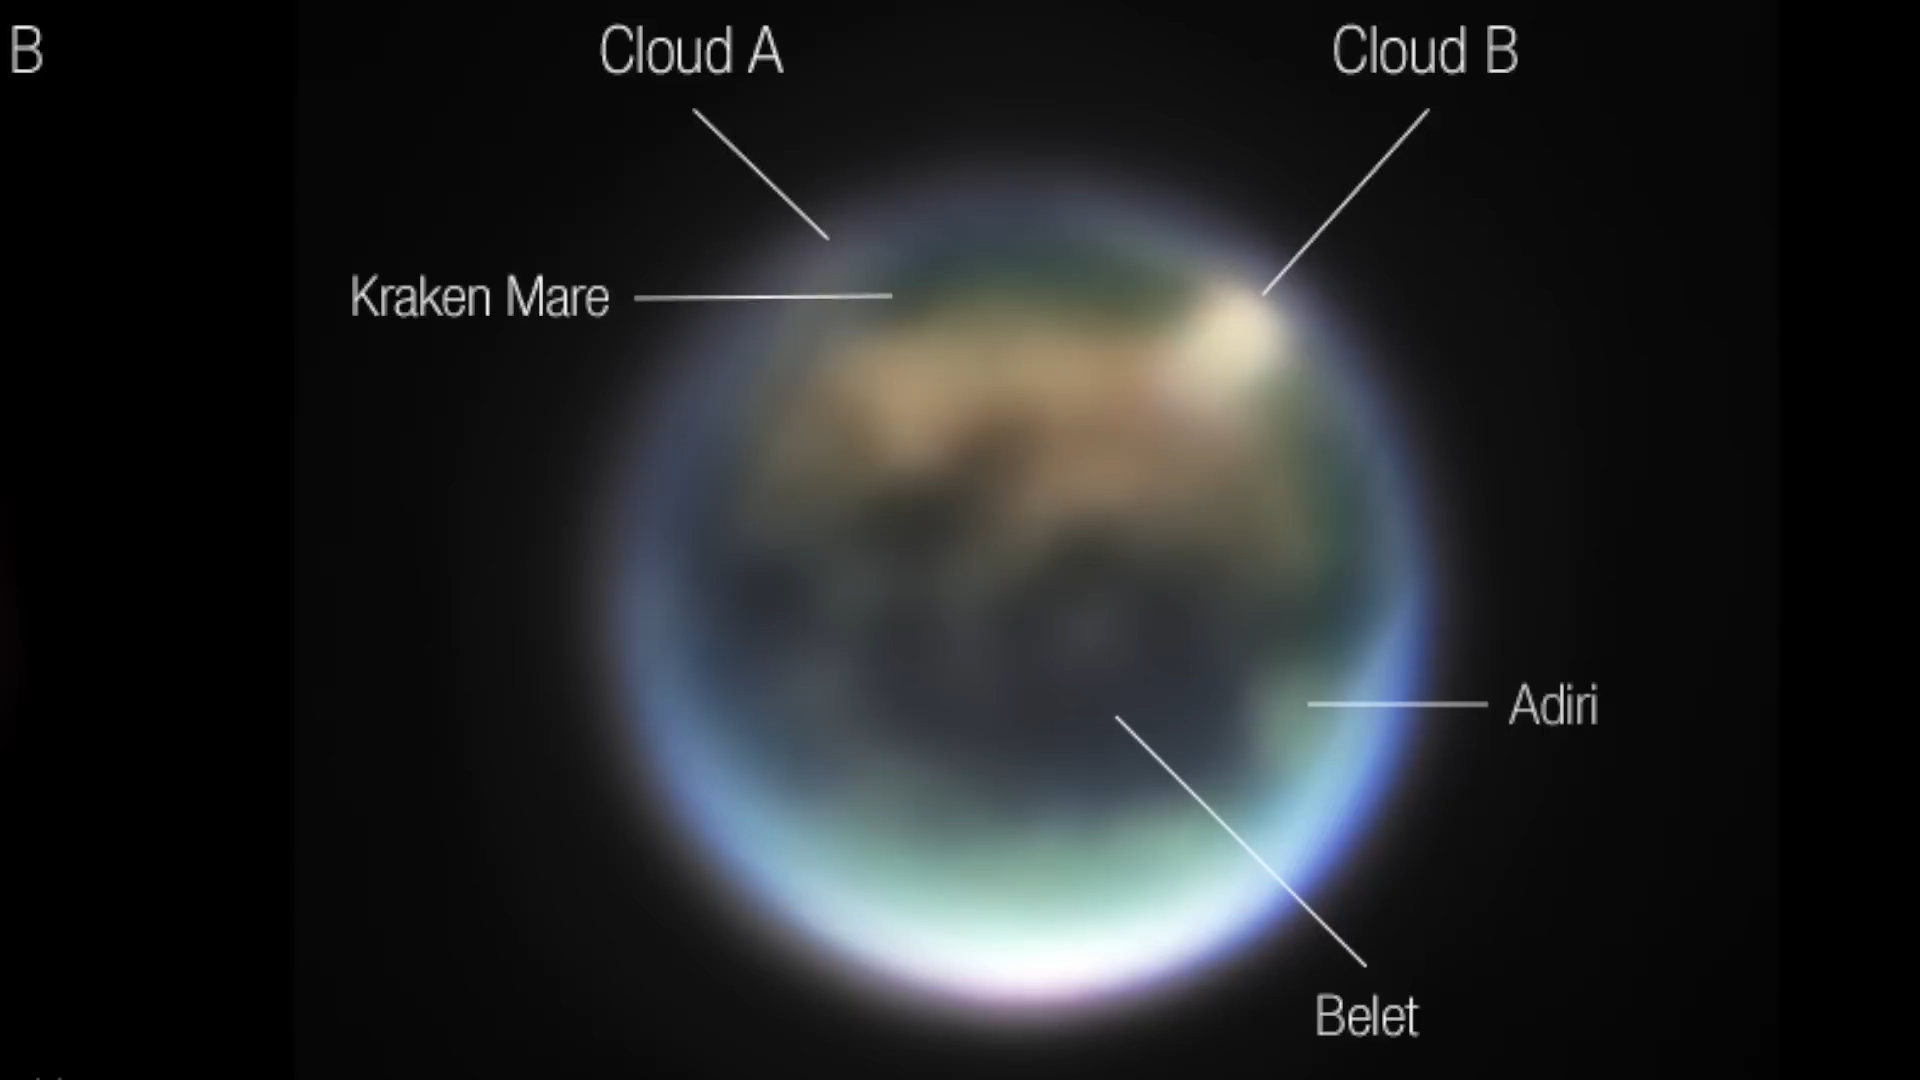 B
Cloud A
Cloud B
Kraken Mare
Adiri
Belet